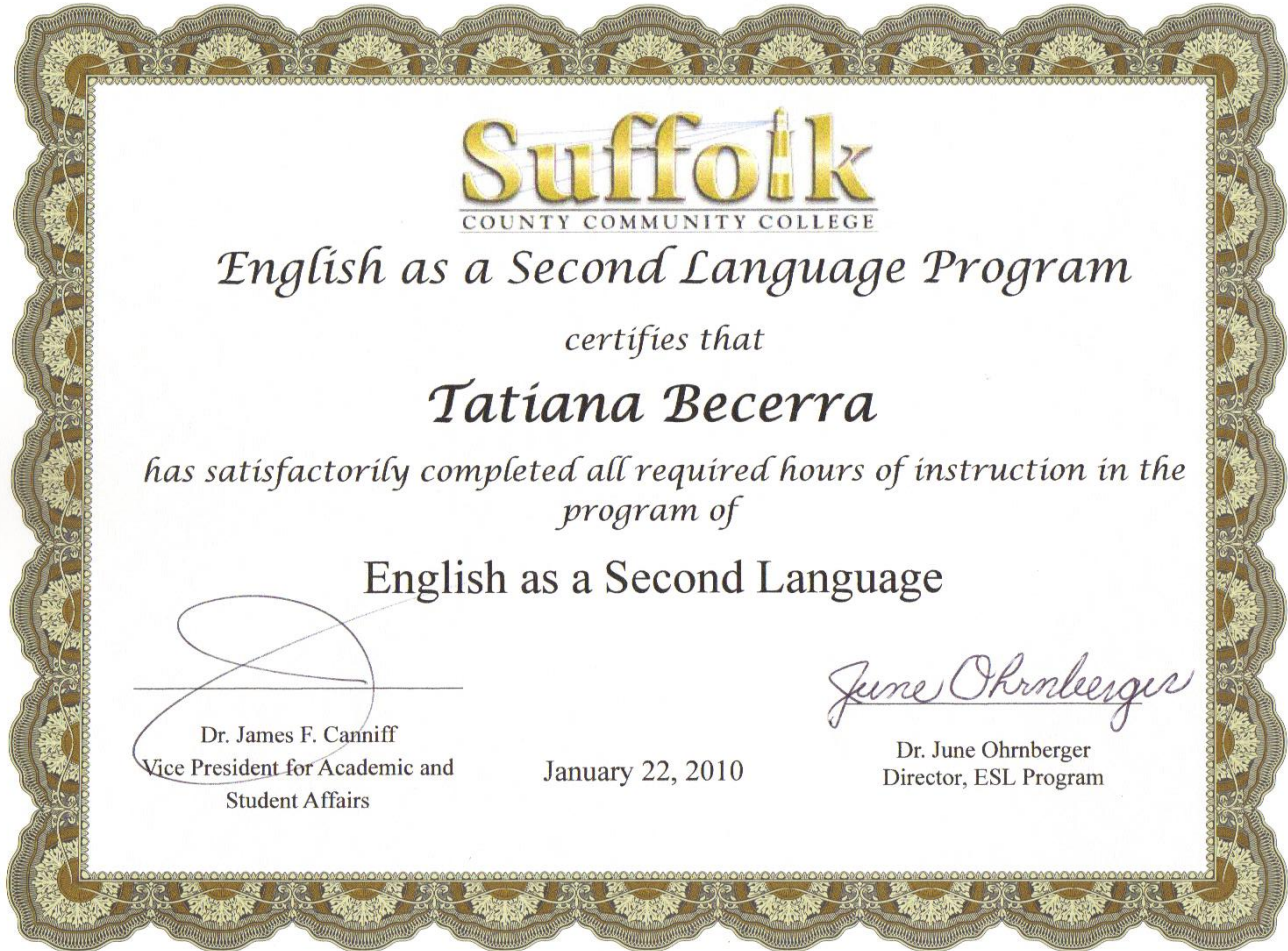 Suffolk
COUNTY COMMUNITY COLLEGE
English as a Second Language Program
certifies that
Tatiana Becerra
has satisfactorily completed all required hours of instruction in the
program of
English as a Second Language
June Ohrnberger
Dr. James F. Canniff
Vice President for Academic and
Student Affairs
January 22, 2010
Dr. June Ohrnberger
Director, ESL Program